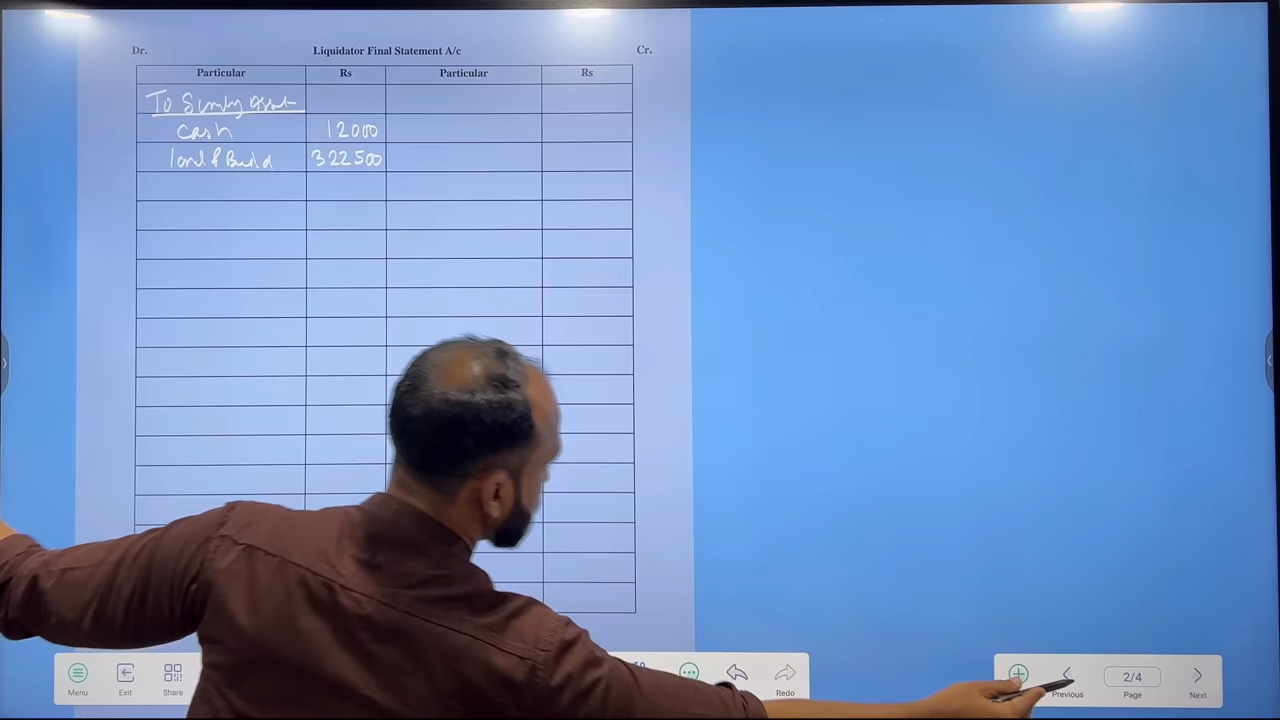 Dr. Liquidator Final Statement A/c Cr.
Particular Rs Particular Rs
To Sundry Asset
cash 12000
land & Build 322500
Menu Exit Share Redo
Previous 2/4 Page Next